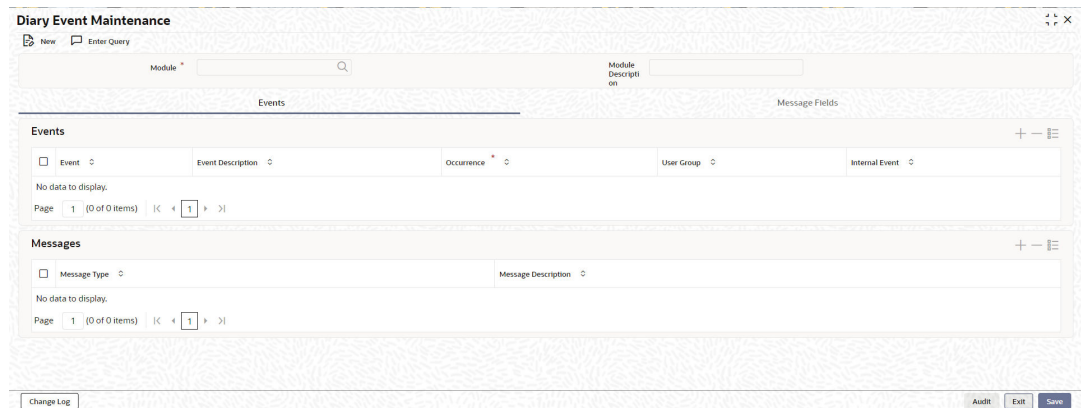 Diary Event Maintenance
New Enter Query
Module * Module Descripti on
Events Message Fields
Events
Event Event Description Occurrence * User Group Internal Event
No data to display.
Page 1 (0 of 0 items) 1
Messages
Message Type Message Description
No data to display.
Page 1 (0 of 0 items) 1
Change Log Audit Exit Save